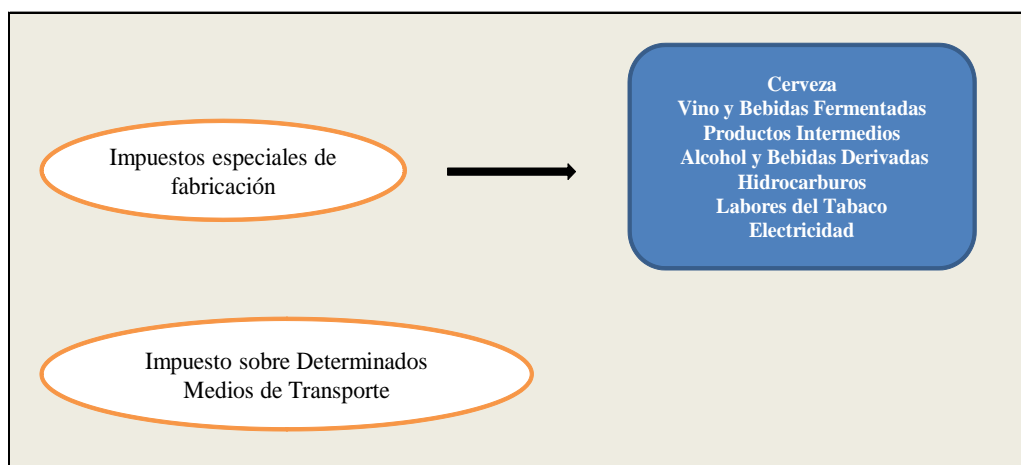 Impuestos especiales de
fabricación
Cerveza
Vino y Bebidas Fermentadas
Productos Intermedios
Alcohol y Bebidas Derivadas
Hidrocarburos
Labores del Tabaco
Electricidad
Impuesto sobre Determinados
Medios de Transporte